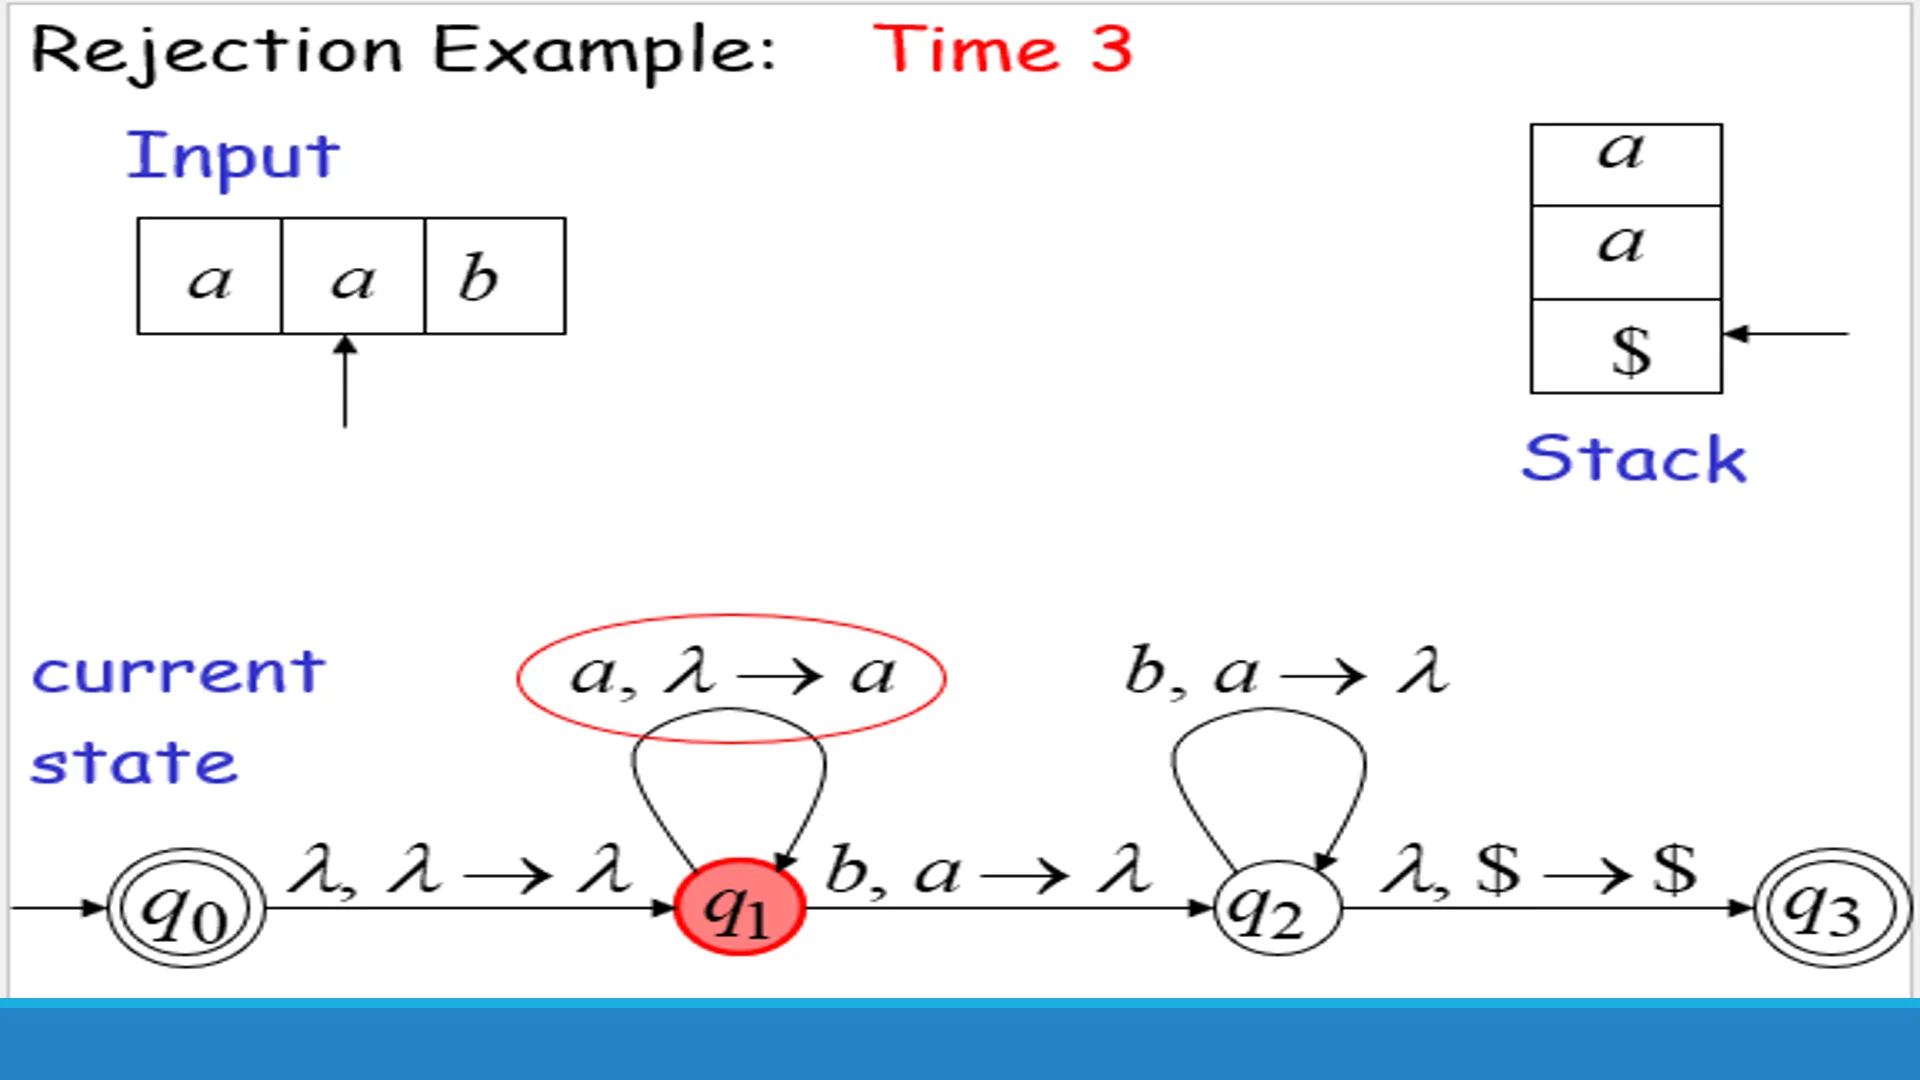 Rejection Example: Time 3
Input
a a b
a
a
$
Stack
current
state
a, λ → a
b, a → λ
q0 λ, λ → λ q1 b, a → λ q2 λ, $ → $ q3